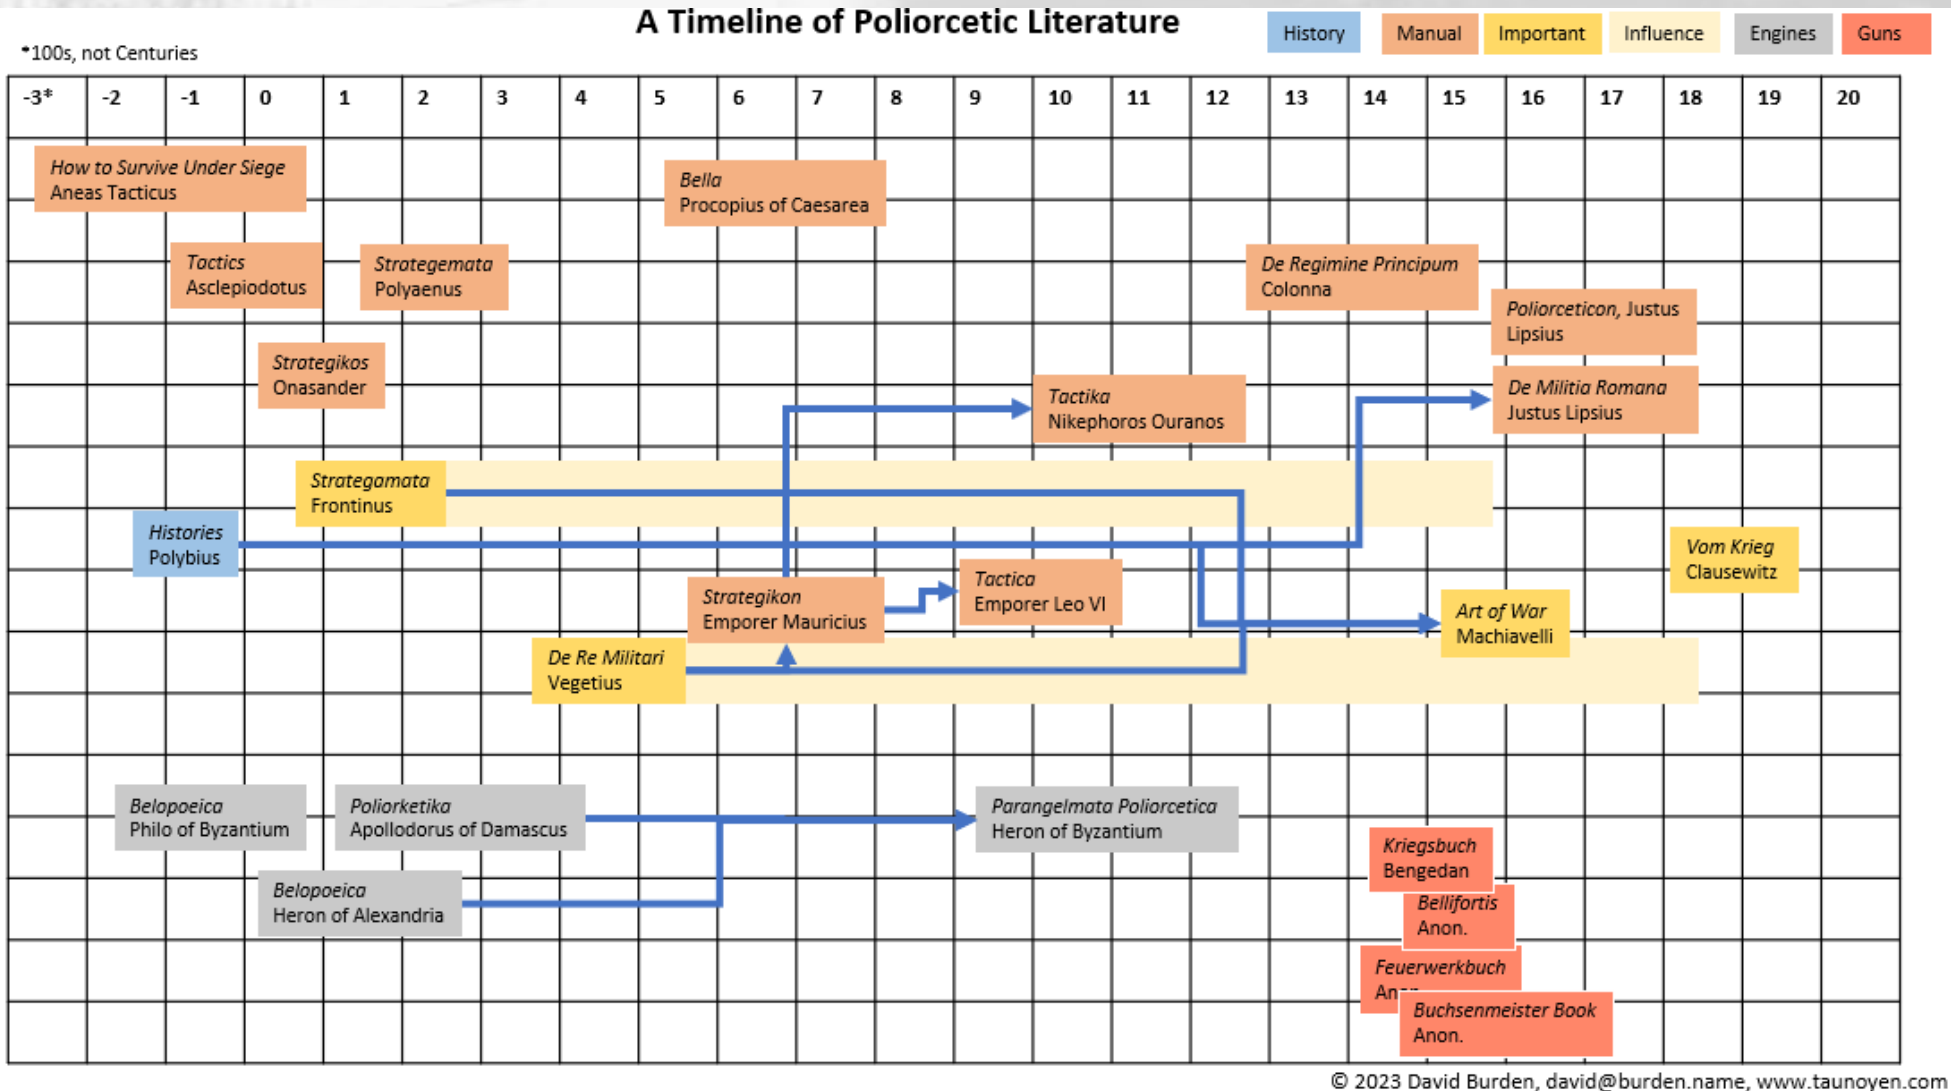 A Timeline of Poliorcetic Literature
History
Manual
Important
Influence
Engines
Guns
*100s, not Centuries
-3* -2 -1 0 1 2 3 4 5 6 7 8 9 10 11 12 13 14 15 16 17 18 19 20
How to Survive Under Siege
Aneas Tacticus
Bella
Procopius of Caesarea
Tactics
Asclepiodotus
Strategemata
Polyaenus
De Regimine Principum
Colonna
Poliorceticon, Justus
Lipsius
Strategikos
Onasander
Tactika
Nikephoros Ouranos
De Militia Romana
Justus Lipsius
Strategomata
Frontinus
Histories
Polybius
Vom Krieg
Clausewitz
Strategikon
Emporer Mauricius
Tactica
Emporer Leo VI
Art of War
Machiavelli
De Re Militari
Vegetius
Belopoeica
Philo of Byzantium
Poliorketika
Apollodorus of Damascus
Parangelmata Poliorcetica
Heron of Byzantium
Belopoeica
Heron of Alexandria
Kriegsbuch
Bengedan
Bellifortis
Anon.
Feuerwerkbuch
Buchsenmeister Book
Anon.
© 2023 David Burden, david@burden.name, www.taunoyen.com